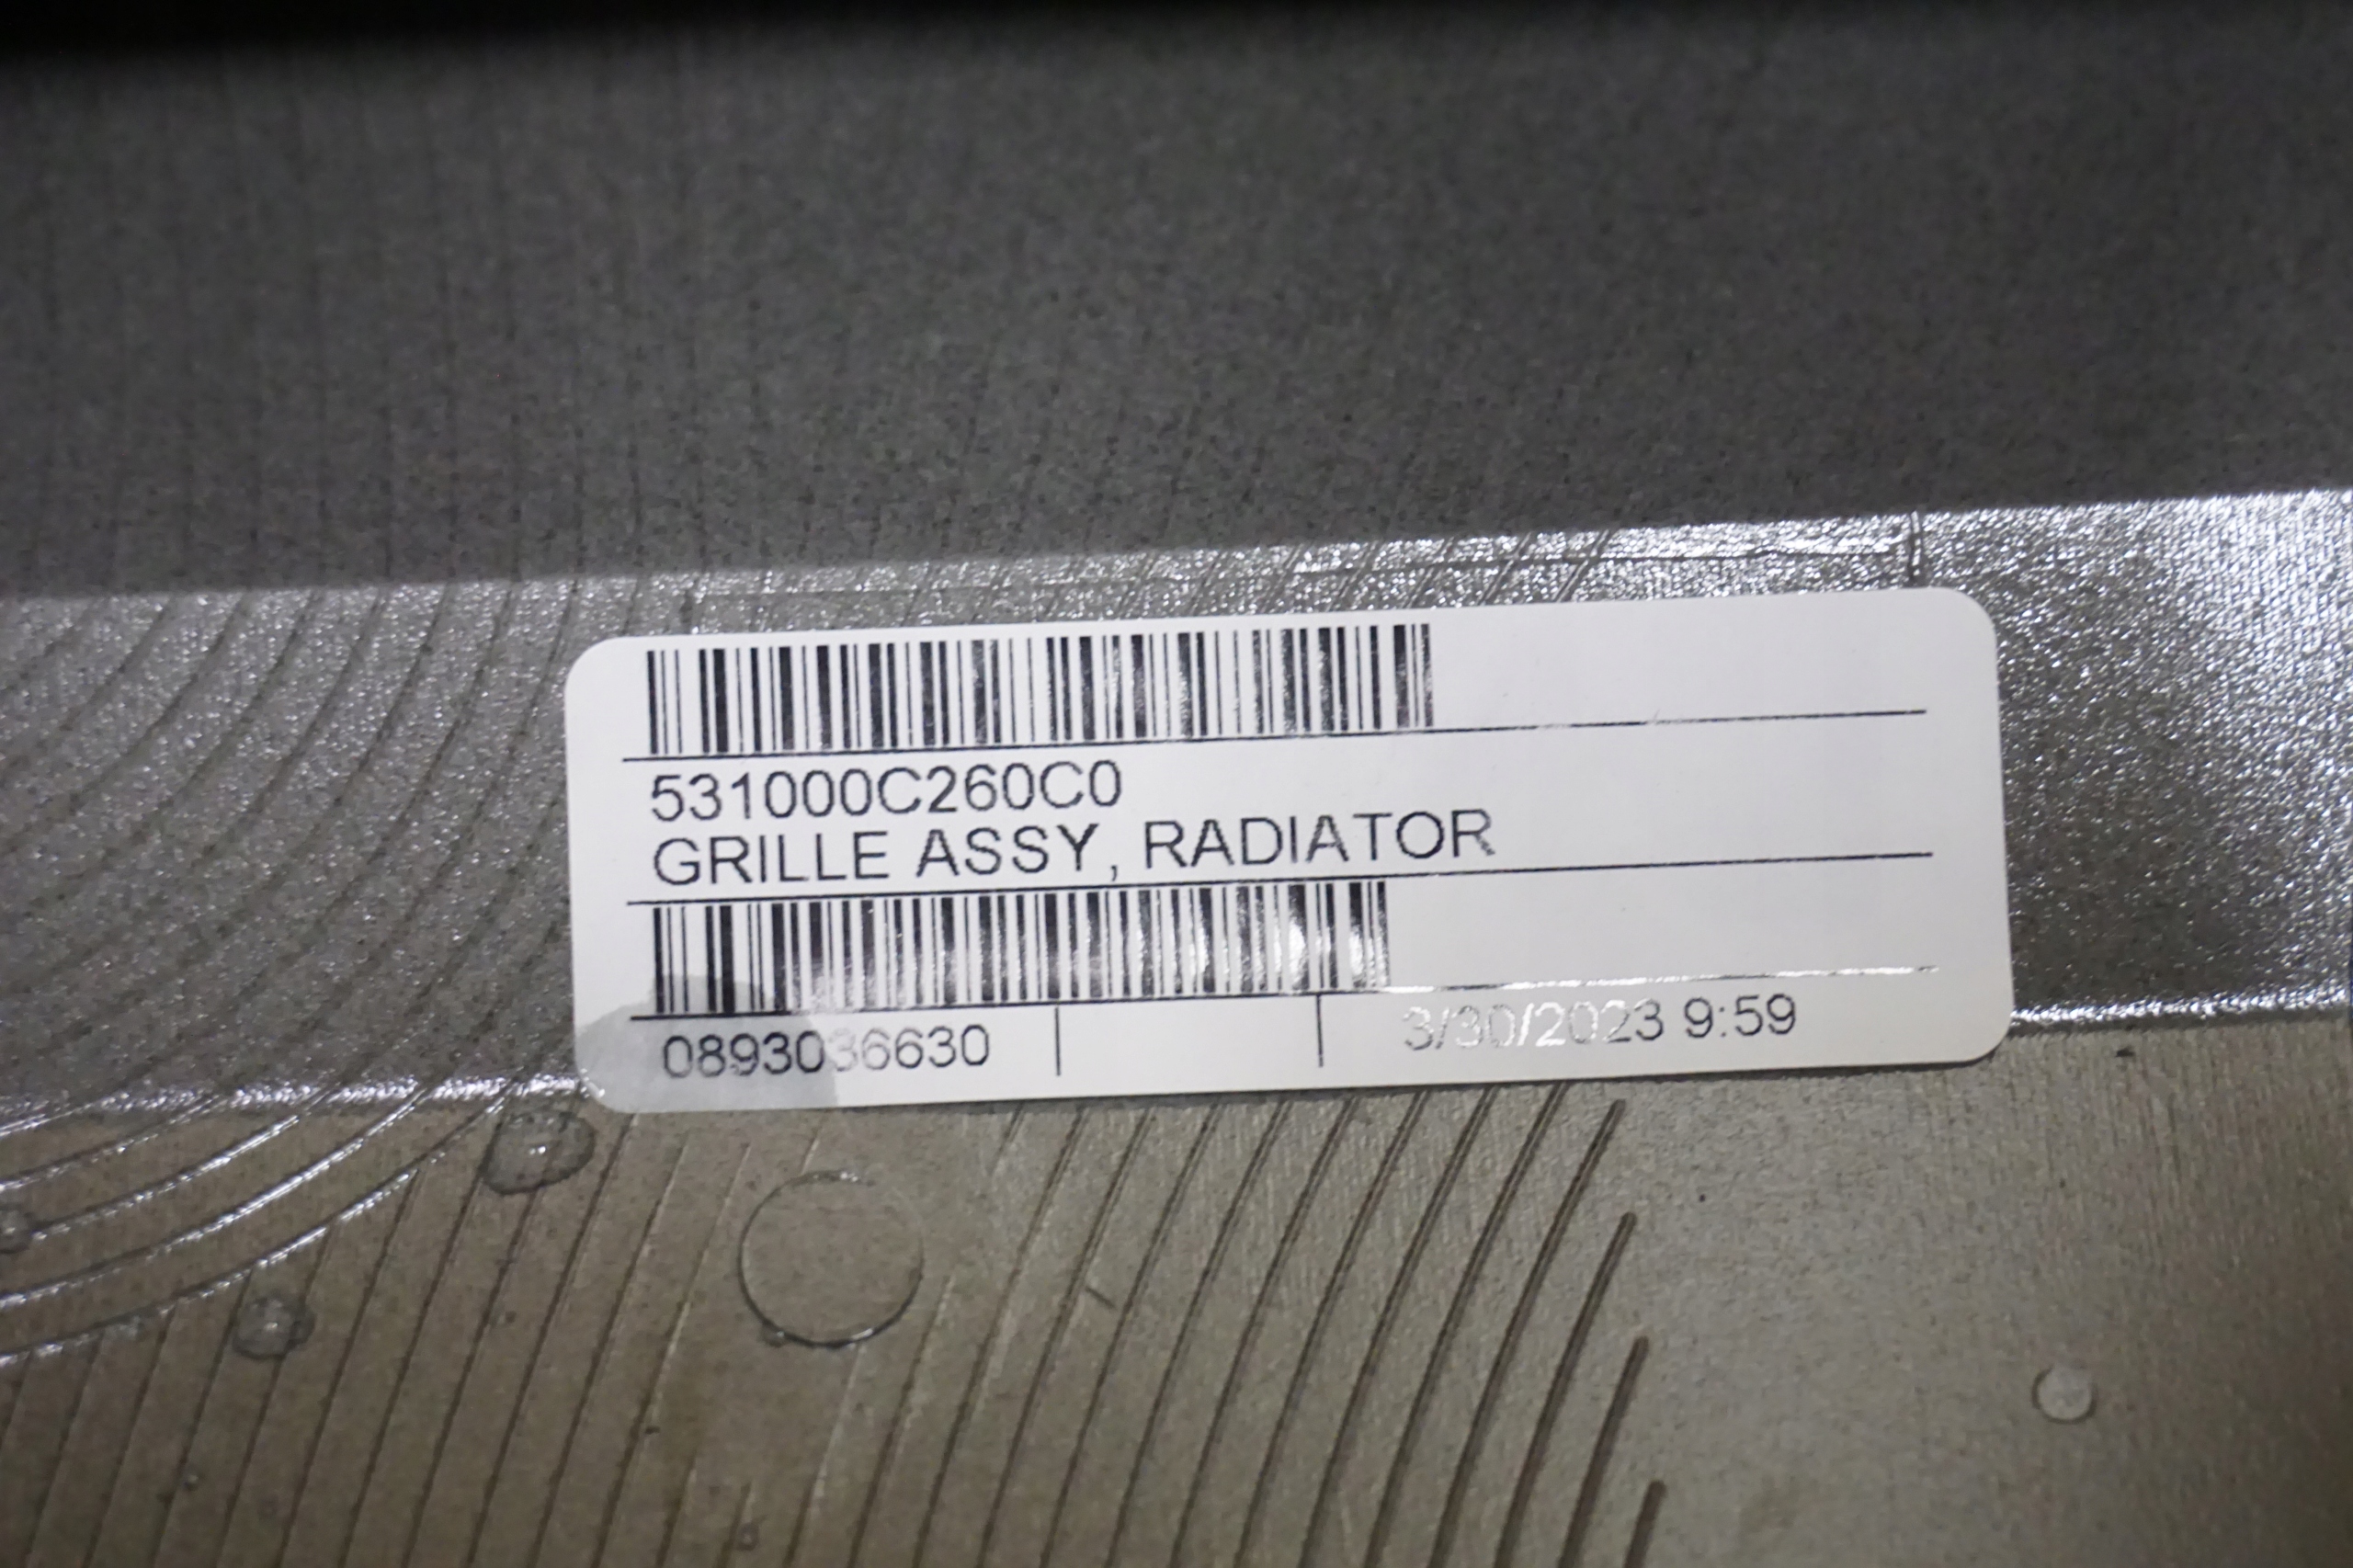 531000C260C0
GRILLE ASSY, RADIATOR
0893036630
3/30/2023 9:59